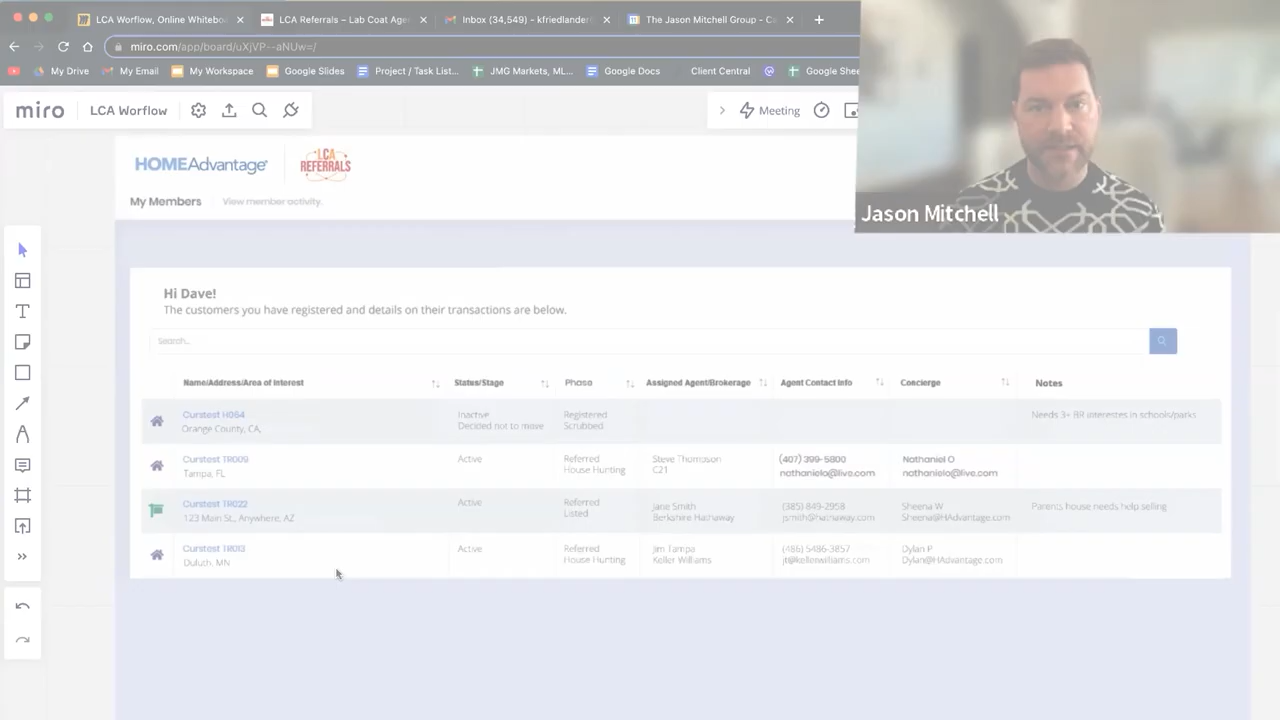 LCA Worflow, Online Whitebo
LCA Referrals – Lab Coat Age
Inbox (34,549) - kfriedlander
The Jason Mitchell Group - Ca
miro.com/app/board/uXjVP--aNUw=/
My Drive
My Email
My Workspace
Google Slides
Project / Task List...
JMG Markets, ML...
Google Docs
Client Central
Google Shee
miro
LCA Worflow
Meeting
HOMEAdvantage
LCA
REFERRALS
My Members
View member activity.
Jason Mitchell
Hi Dave!
The customers you have registered and details on their transactions are below.
Search...
Name/Address/Area of Interest
Status/Stage
Phase
Assigned Agent/Brokerage
Agent Contact Info
Concierge
Notes
Curstest H064
Orange County, CA,
Inactive
Decided not to move
Registered
Scrubbed
Needs 3+ BR interestes in schools/parks
Curstest TR009
Tampa, FL
Active
Referred
House Hunting
Steve Thomason
C21
(407) 399-5800
nathanielo@live.com
Nathaniel O
nathanielo@live.com
Curstest TR022
123 Main St., Anywhere, AZ
Active
Referred
Listed
Jane Smith
Berkshire Hathaway
(385) 849-2958
jsmith@hathaway.com
Sheena W
Sheena@HAdvantage.com
Parents house needs help selling
Curstest TR013
Duluth, MN
Active
Referred
House Hunting
Jim Tampa
Keller Williams
(486) 5486-3857
jt@kellerwilliams.com
Dylan P
Dylan@HAdvantage.com